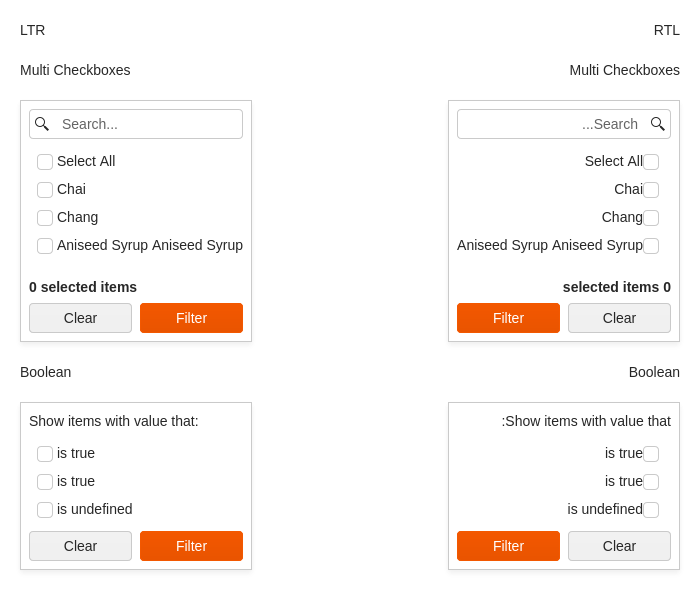 LTR
Multi Checkboxes
Search...
Select All
Chai
Chang
Aniseed Syrup Aniseed Syrup
0 selected items
Clear Filter
Boolean
Show items with value that:
is true
is true
is undefined
Clear Filter
RTL
Multi Checkboxes
...Search
Select All
Chai
Chang
Aniseed Syrup Aniseed Syrup
selected items 0
Filter Clear
Boolean
:Show items with value that
is true
is true
is undefined
Filter Clear